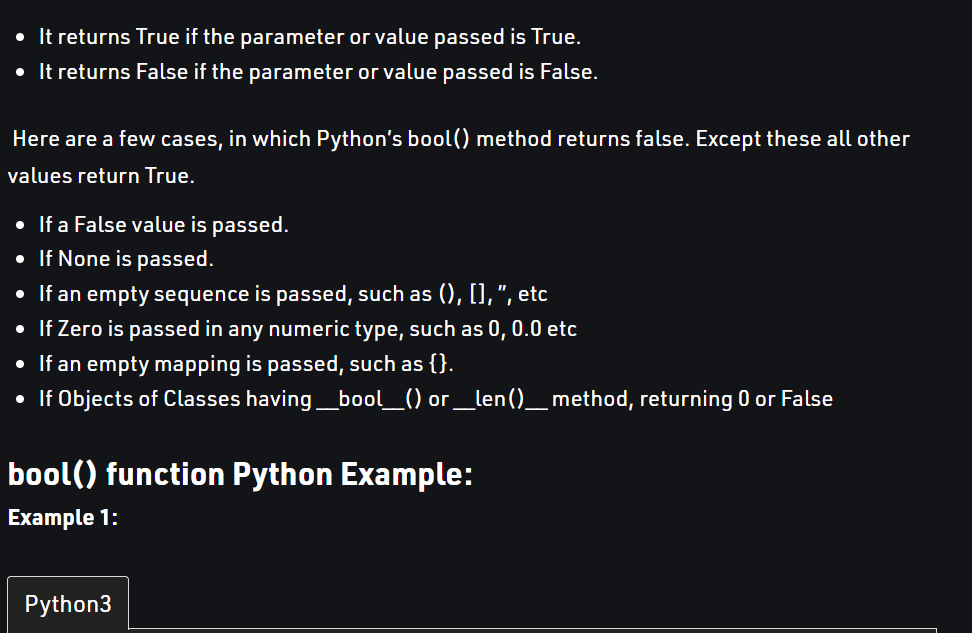 • It returns True if the parameter or value passed is True.
• It returns False if the parameter or value passed is False.
Here are a few cases, in which Python’s bool() method returns false. Except these all other
values return True.
• If a False value is passed.
• If None is passed.
• If an empty sequence is passed, such as (), [], ”, etc
• If Zero is passed in any numeric type, such as 0, 0.0 etc
• If an empty mapping is passed, such as {}.
• If Objects of Classes having __bool__() or __len()__ method, returning 0 or False
bool() function Python Example:
Example 1:
Python3